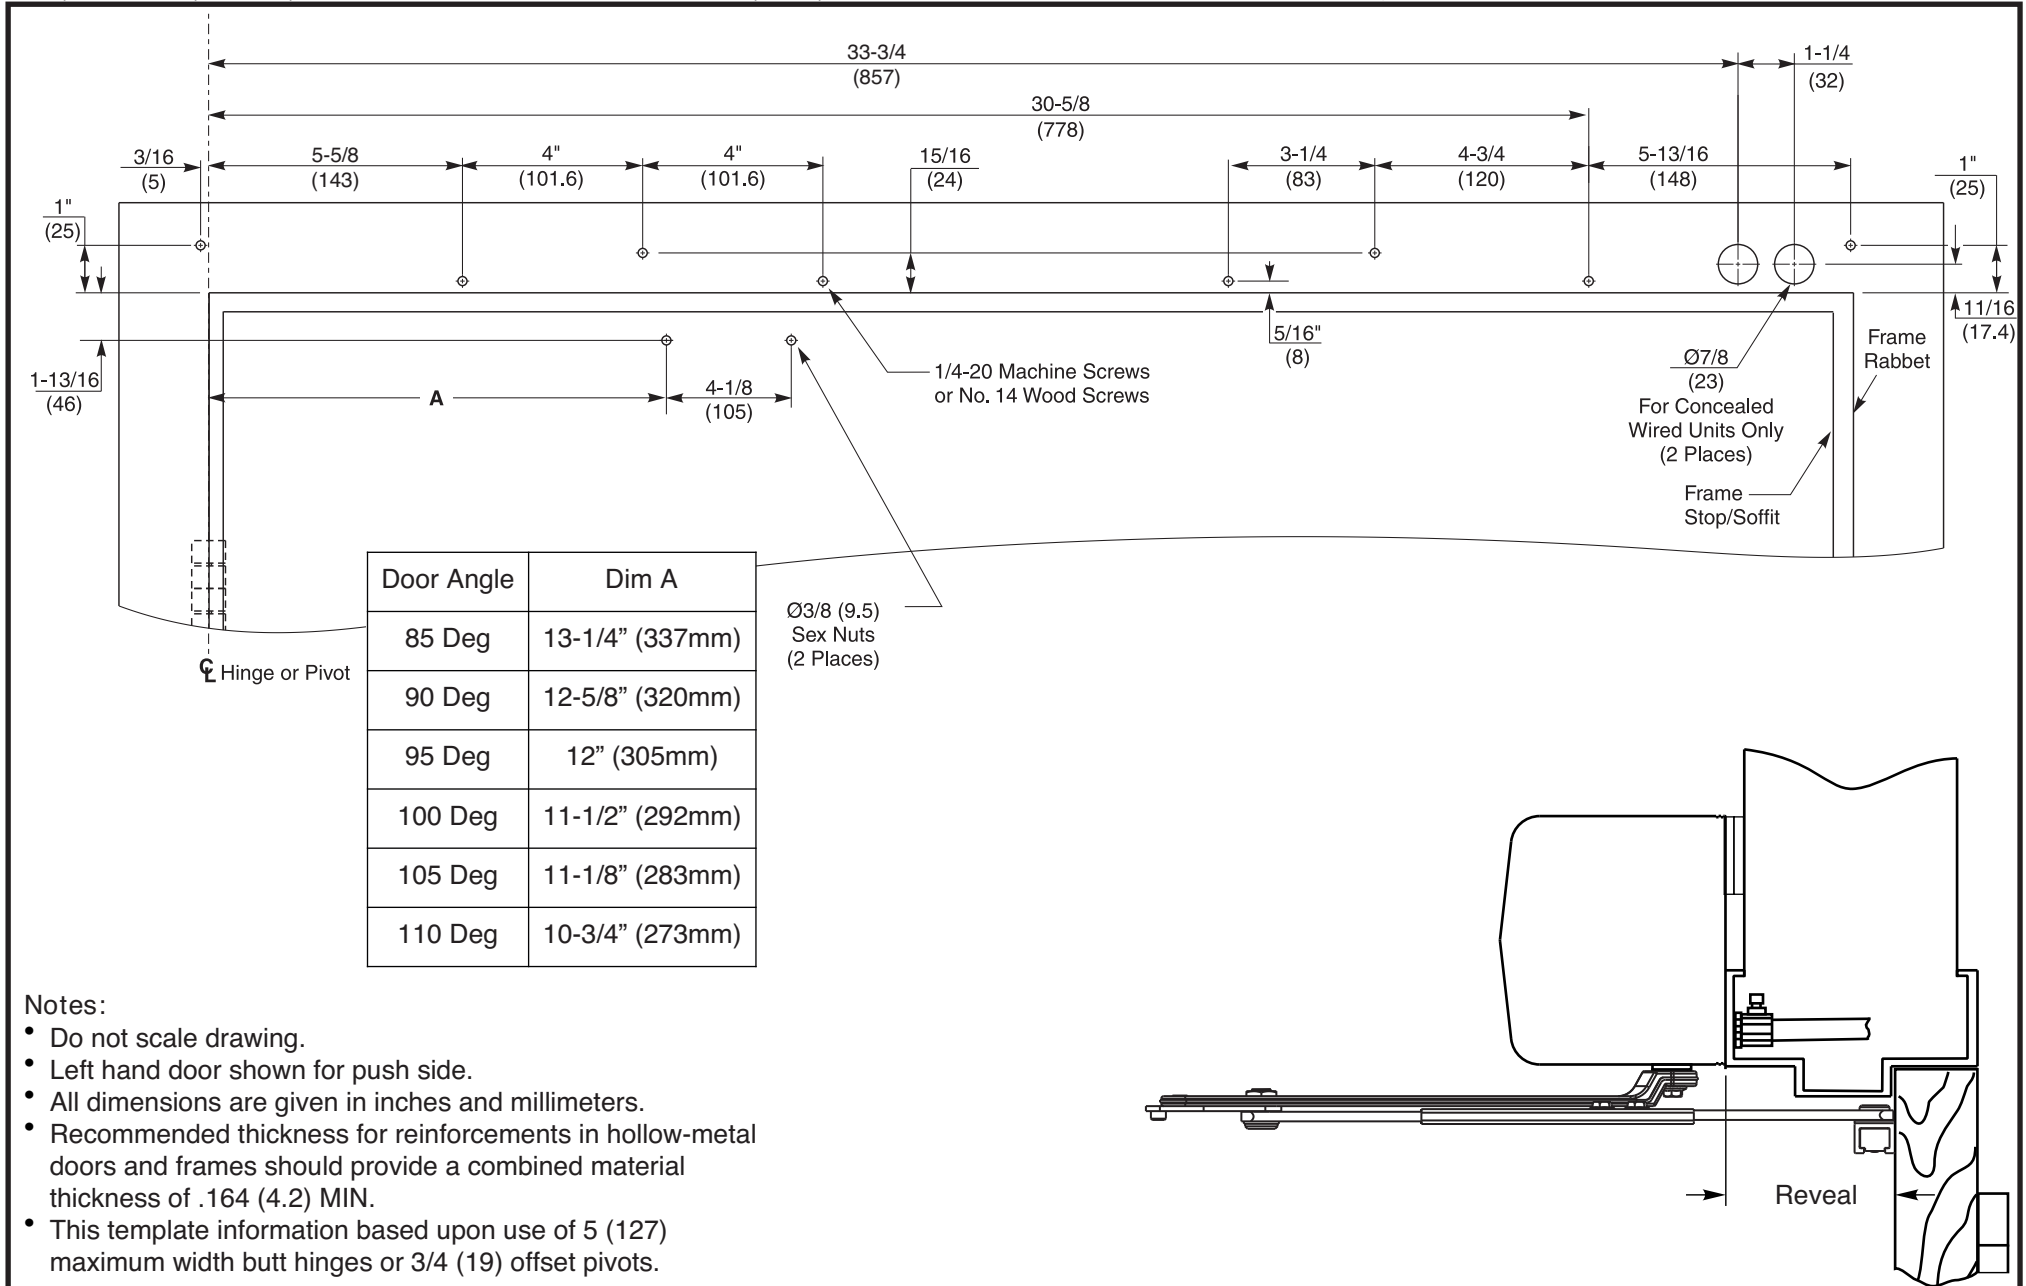 33-3/4
(857)
1-1/4
(32)
30-5/8
(778)
3/16
(5)
5-5/8
(143)
4"
(101.6)
4"
(101.6)
15/16
(24)
3-1/4
(83)
4-3/4
(120)
5-13/16
(148)
1"
(25)
1"
(25)
11/16
(17.4)
5/16"
(8)
1-13/16
(46)
A
4-1/8
(105)
1/4-20 Machine Screws
or No. 14 Wood Screws
Ø7/8
(23)
For Concealed
Wired Units Only
(2 Places)
Frame
Rabbet
Frame
Stop/Soffit
Ø3/8 (9.5)
Sex Nuts
(2 Places)
℄ Hinge or Pivot
Door Angle Dim A
85 Deg 13-1/4” (337mm)
90 Deg 12-5/8” (320mm)
95 Deg 12” (305mm)
100 Deg 11-1/2” (292mm)
105 Deg 11-1/8” (283mm)
110 Deg 10-3/4” (273mm)
Notes:
• Do not scale drawing.
• Left hand door shown for push side.
• All dimensions are given in inches and millimeters.
• Recommended thickness for reinforcements in hollow-metal
doors and frames should provide a combined material
thickness of .164 (4.2) MIN.
• This template information based upon use of 5 (127)
maximum width butt hinges or 3/4 (19) offset pivots.
Reveal